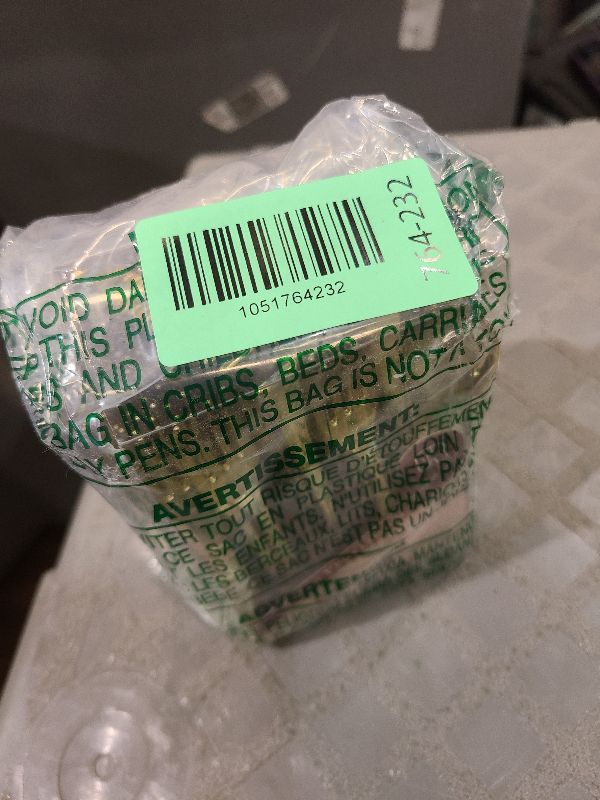 1051764232
764-232
VOID DA
THIS PL
AND
BAG IN CRIBS, BEDS, CARRI
PENS. THIS BAG IS NOT A
AVERTISSEMENT:
TOUT RISQUE D'ÉTOUFFEMEN
CE SAC EN PLASTIQUE LOIN
LES ENFANTS. N'UTILISEZ PA
LES BERCEAUX, LITS, CHARIO
CE SAC N'EST PAS UN
ADVERTE